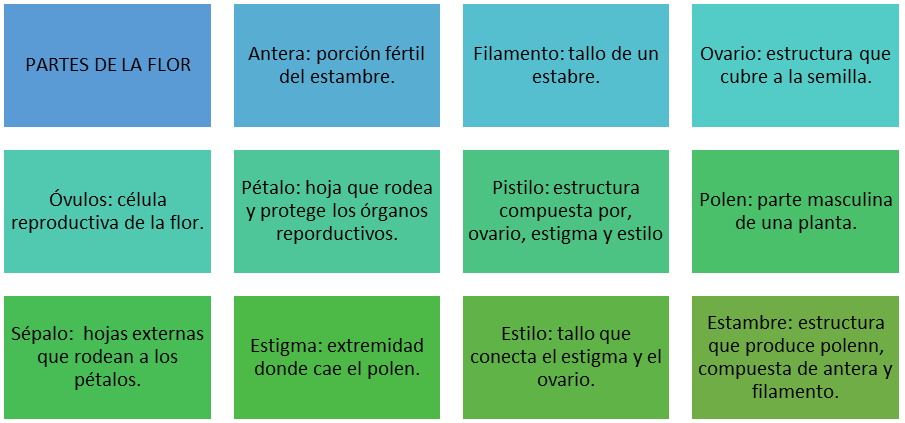 PARTES DE LA FLOR
Antera: porción fértil
del estambre.
Filamento: tallo de un
estabre.
Ovario: estructura que
cubre a la semilla.
Óvulos: célula
reproductiva de la flor.
Pétalo: hoja que rodea
y protege los órganos
reporductivos.
Pistilo: estructura
compuesta por,
ovario, estigma y estilo
Polen: parte masculina
de una planta.
Sépalo:  hojas externas
que rodean a los
pétalos.
Estigma: extremidad
donde cae el polen.
Estilo: tallo que
conecta el estigma y el
ovario.
Estambre: estructura
que produce polenn,
compuesta de antera y
filamento.